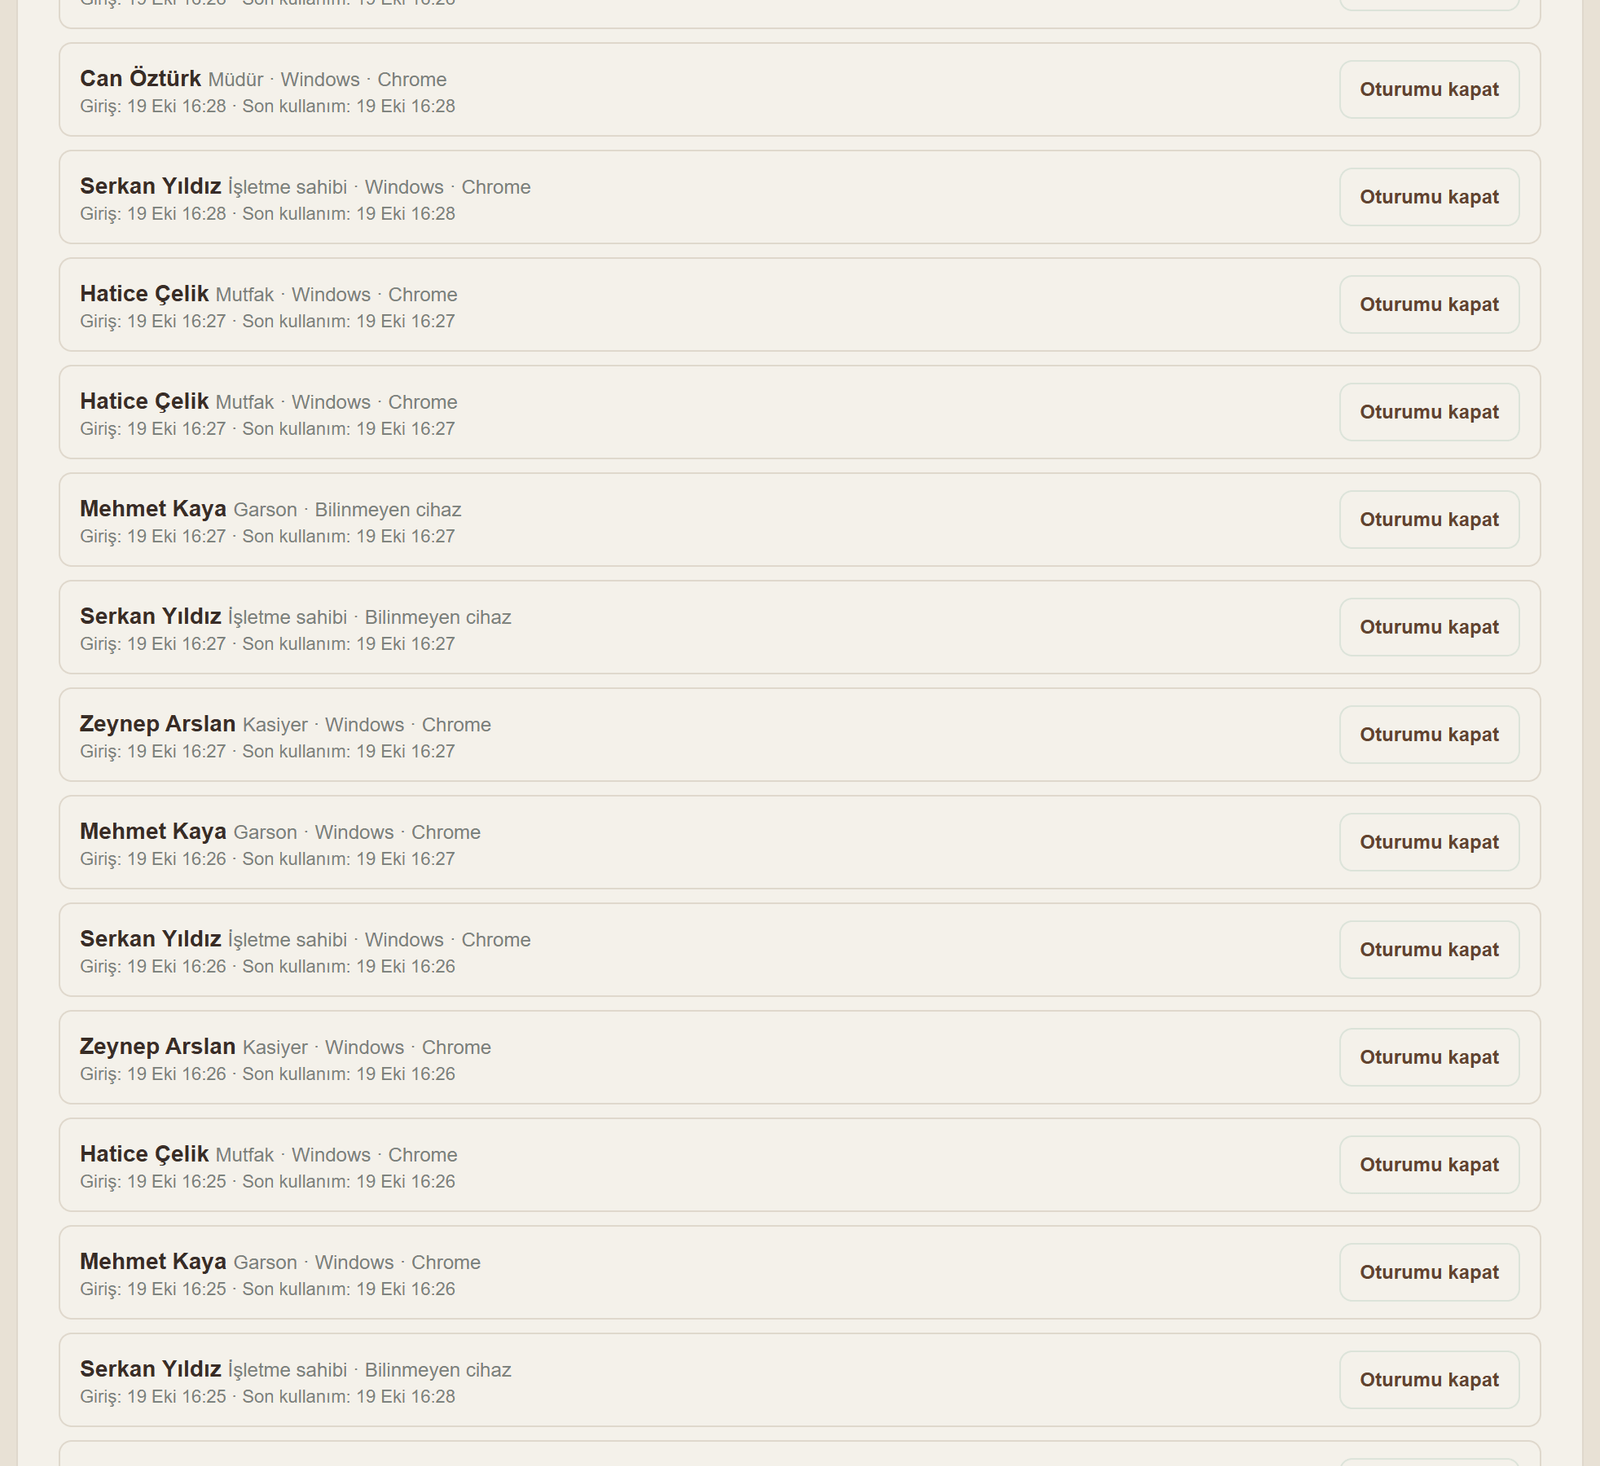 Giriş: 19 Eki 16:28 · Son kullanım: 19 Eki 16:28
Can Öztürk Müdür · Windows · Chrome
Giriş: 19 Eki 16:28 · Son kullanım: 19 Eki 16:28
Oturumu kapat
Serkan Yıldız İşletme sahibi · Windows · Chrome
Giriş: 19 Eki 16:28 · Son kullanım: 19 Eki 16:28
Oturumu kapat
Hatice Çelik Mutfak · Windows · Chrome
Giriş: 19 Eki 16:27 · Son kullanım: 19 Eki 16:27
Oturumu kapat
Hatice Çelik Mutfak · Windows · Chrome
Giriş: 19 Eki 16:27 · Son kullanım: 19 Eki 16:27
Oturumu kapat
Mehmet Kaya Garson · Bilinmeyen cihaz
Giriş: 19 Eki 16:27 · Son kullanım: 19 Eki 16:27
Oturumu kapat
Serkan Yıldız İşletme sahibi · Bilinmeyen cihaz
Giriş: 19 Eki 16:27 · Son kullanım: 19 Eki 16:27
Oturumu kapat
Zeynep Arslan Kasiyer · Windows · Chrome
Giriş: 19 Eki 16:27 · Son kullanım: 19 Eki 16:27
Oturumu kapat
Mehmet Kaya Garson · Windows · Chrome
Giriş: 19 Eki 16:26 · Son kullanım: 19 Eki 16:27
Oturumu kapat
Serkan Yıldız İşletme sahibi · Windows · Chrome
Giriş: 19 Eki 16:26 · Son kullanım: 19 Eki 16:26
Oturumu kapat
Zeynep Arslan Kasiyer · Windows · Chrome
Giriş: 19 Eki 16:26 · Son kullanım: 19 Eki 16:26
Oturumu kapat
Hatice Çelik Mutfak · Windows · Chrome
Giriş: 19 Eki 16:25 · Son kullanım: 19 Eki 16:26
Oturumu kapat
Mehmet Kaya Garson · Windows · Chrome
Giriş: 19 Eki 16:25 · Son kullanım: 19 Eki 16:26
Oturumu kapat
Serkan Yıldız İşletme sahibi · Bilinmeyen cihaz
Giriş: 19 Eki 16:25 · Son kullanım: 19 Eki 16:28
Oturumu kapat